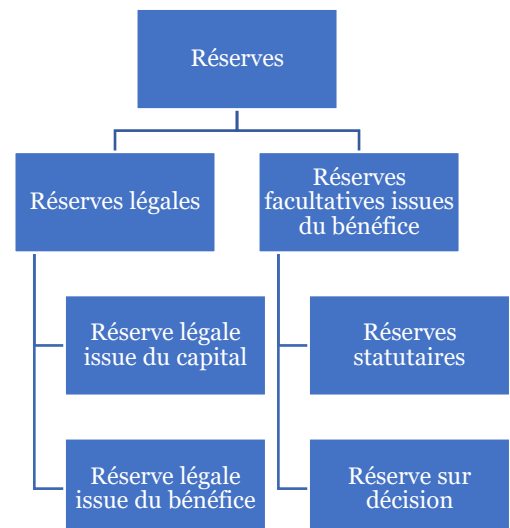 Réserves
Réserves légales
Réserves
facultatives issues
du bénéfice
Réserve légale
issue du capital
Réserves
statutaires
Réserve légale
issue du bénéfice
Réserve sur
décision